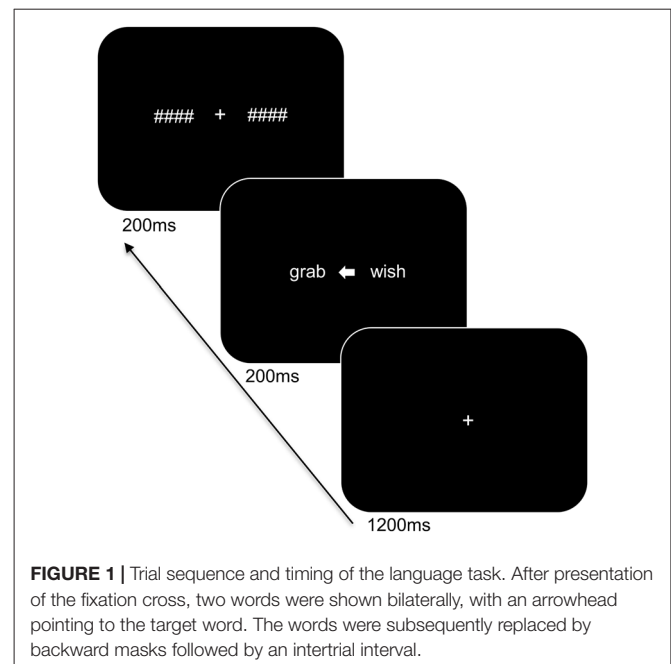 #### + ####
200ms
grab ⬅ wish
200ms
+
1200ms
FIGURE 1 | Trial sequence and timing of the language task. After presentation
of the fixation cross, two words were shown bilaterally, with an arrowhead
pointing to the target word. The words were subsequently replaced by
backward masks followed by an intertrial interval.